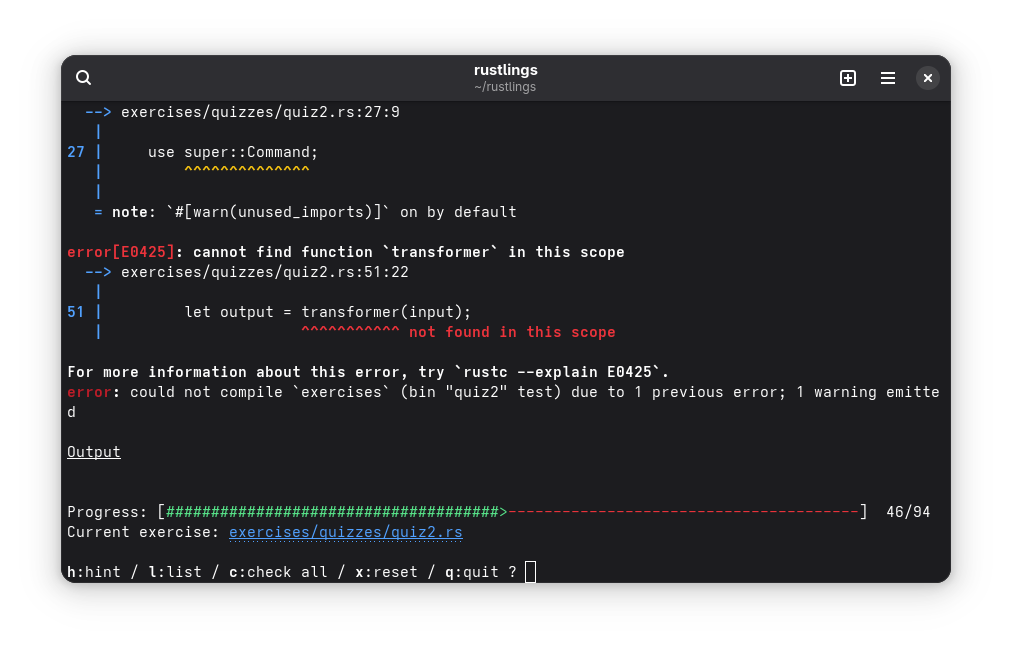 rustlings
~/rustlings
--> exercises/quizzes/quiz2.rs:27:9
|
27 |     use super::Command;
|         ^^^^^^^^^^^^^^
|
= note: `#[warn(unused_imports)]` on by default
error[E0425]: cannot find function `transformer` in this scope
--> exercises/quizzes/quiz2.rs:51:22
|
51 |         let output = transformer(input);
|                      ^^^^^^^^^^^ not found in this scope
For more information about this error, try `rustc --explain E0425`.
error: could not compile `exercises` (bin "quiz2" test) due to 1 previous error; 1 warning emitte
d
Output
Progress: [#####################################>---------------------------------------]  46/94
Current exercise: exercises/quizzes/quiz2.rs
h:hint / l:list / c:check all / x:reset / q:quit ?